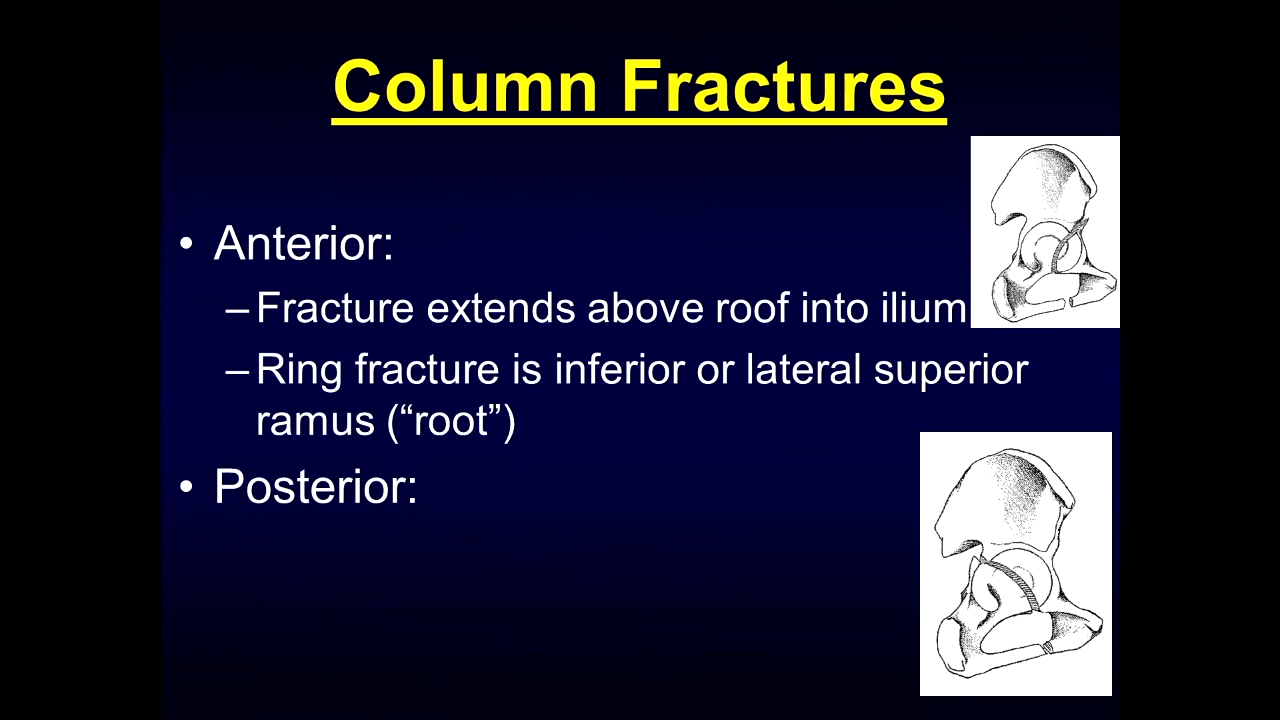 Column Fractures
• Anterior:
– Fracture extends above roof into ilium
– Ring fracture is inferior or lateral superior
ramus (“root”)
• Posterior: